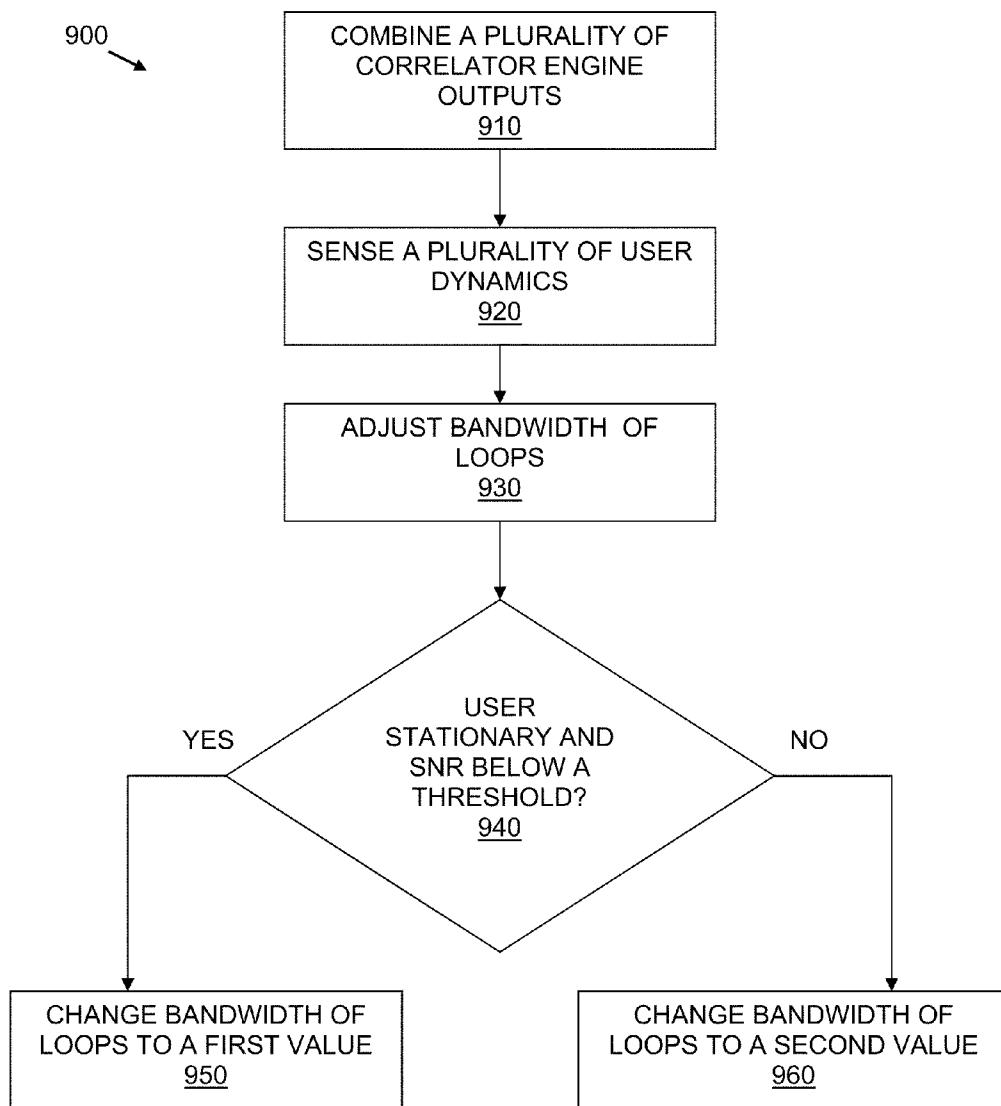 900
COMBINE A PLURALITY OF
CORRELATOR ENGINE
OUTPUTS
910
SENSE A PLURALITY OF USER
DYNAMICS
920
ADJUST BANDWIDTH OF
LOOPS
930
USER
STATIONARY AND
SNR BELOW A
THRESHOLD?
940
YES
NO
CHANGE BANDWIDTH OF
LOOPS TO A FIRST VALUE
950
CHANGE BANDWIDTH OF
LOOPS TO A SECOND VALUE
960